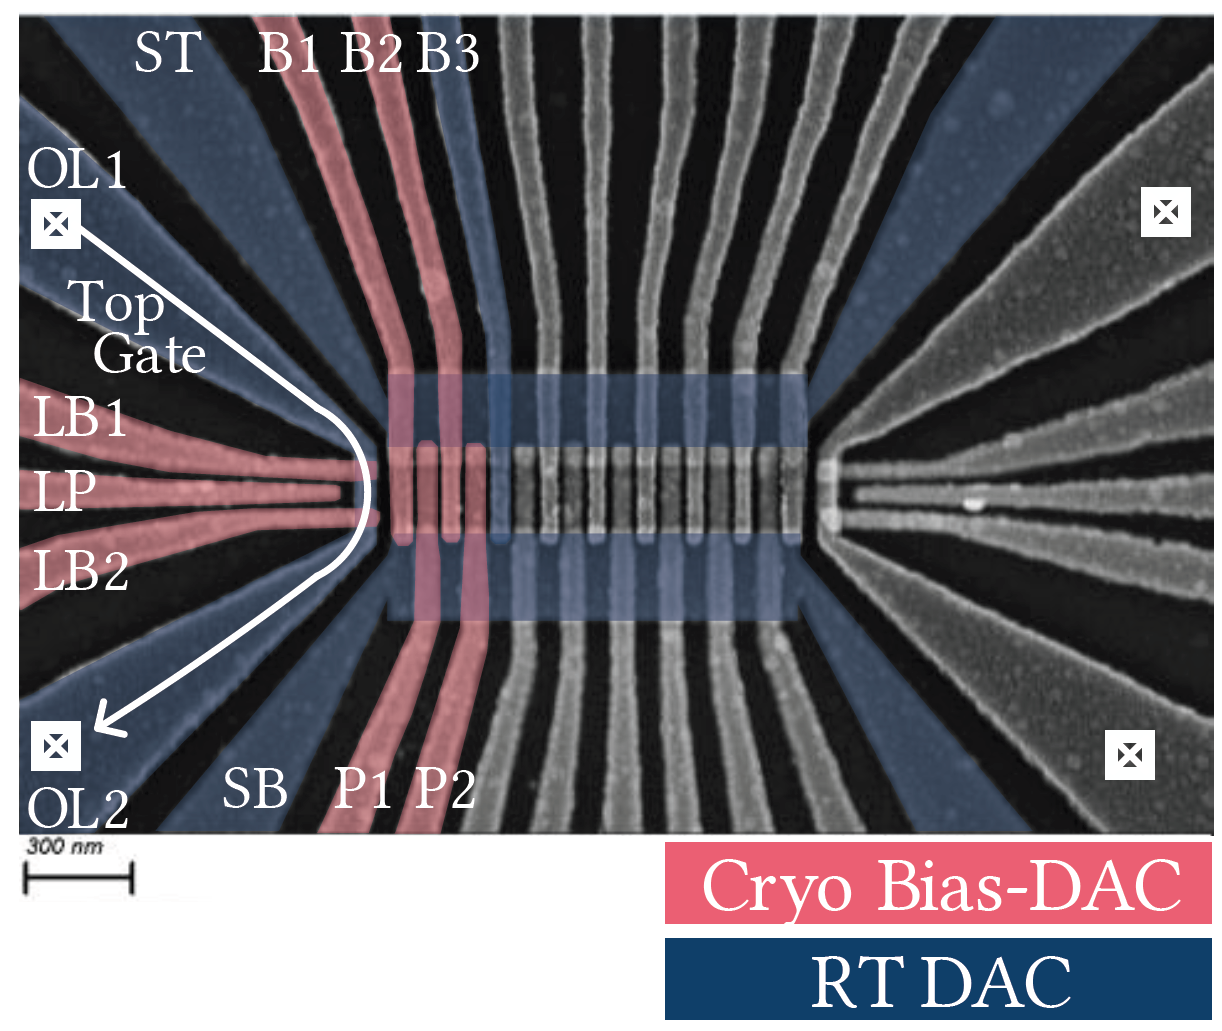 ST B1 B2 B3
OL1
Top
Gate
LB1
LP
LB2
SB P1 P2
OL2
300 nm
Cryo Bias-DAC
RT DAC